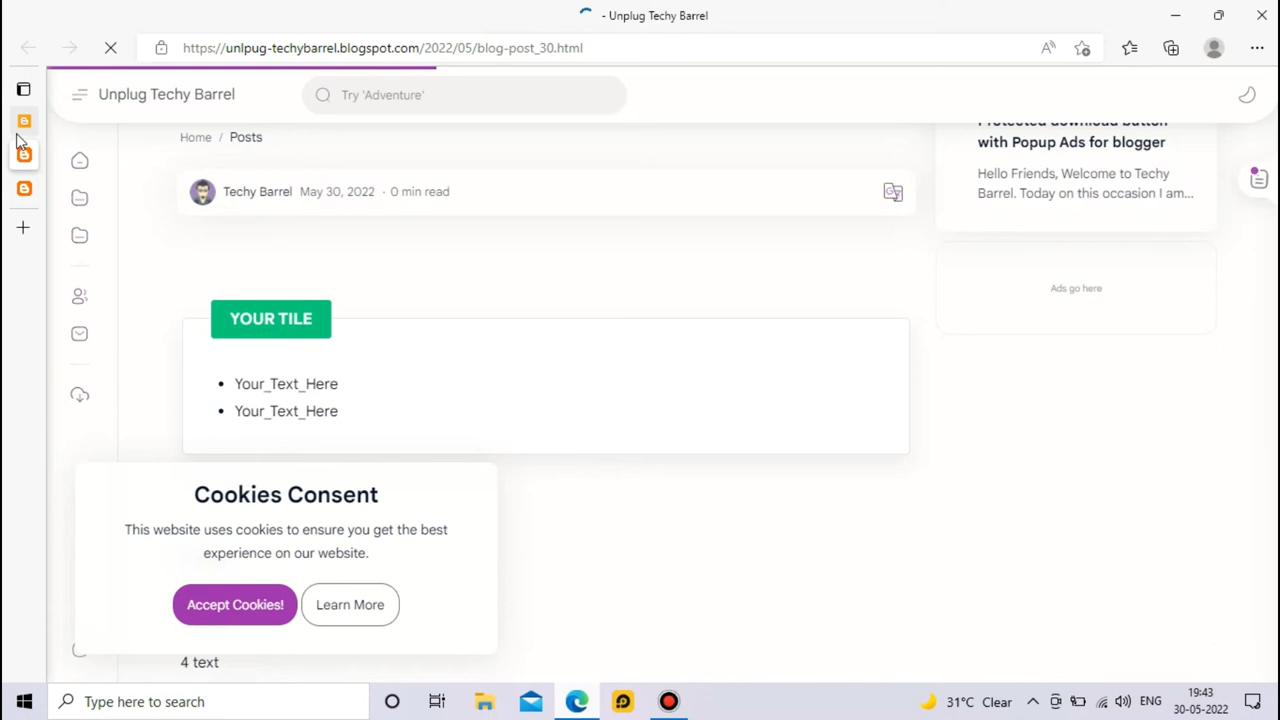 - Unplug Techy Barrel
https://unlpug-techybarrel.blogspot.com/2022/05/blog-post_30.html
Unplug Techy Barrel
Try 'Adventure'
Home / Posts
Techy Barrel May 30, 2022 · 0 min read
Protected download button
with Popup Ads for blogger
Hello Friends, Welcome to Techy
Barrel. Today on this occasion I am...
Ads go here
YOUR TILE
• Your_Text_Here
• Your_Text_Here
Cookies Consent
This website uses cookies to ensure you get the best
experience on our website.
Accept Cookies!
Learn More
4 text
Type here to search
31°C Clear
ENG
19:43
30-05-2022